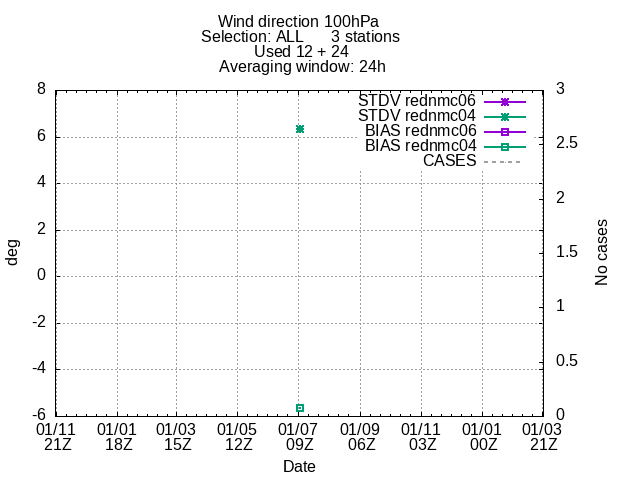 Wind direction 100hPa
Selection: ALL 3 stations
Used 12 + 24
Averaging window: 24h
STDV rednmc06
STDV rednmc04
BIAS rednmc06
BIAS rednmc04
CASES
8
6
4
2
0
-2
-4
-6
deg
3
2.5
2
1.5
1
0.5
0
No cases
01/11 01/01 01/03 01/05 01/07 01/09 01/11 01/01 01/03
21Z 18Z 15Z 12Z 09Z 06Z 03Z 00Z 21Z
Date